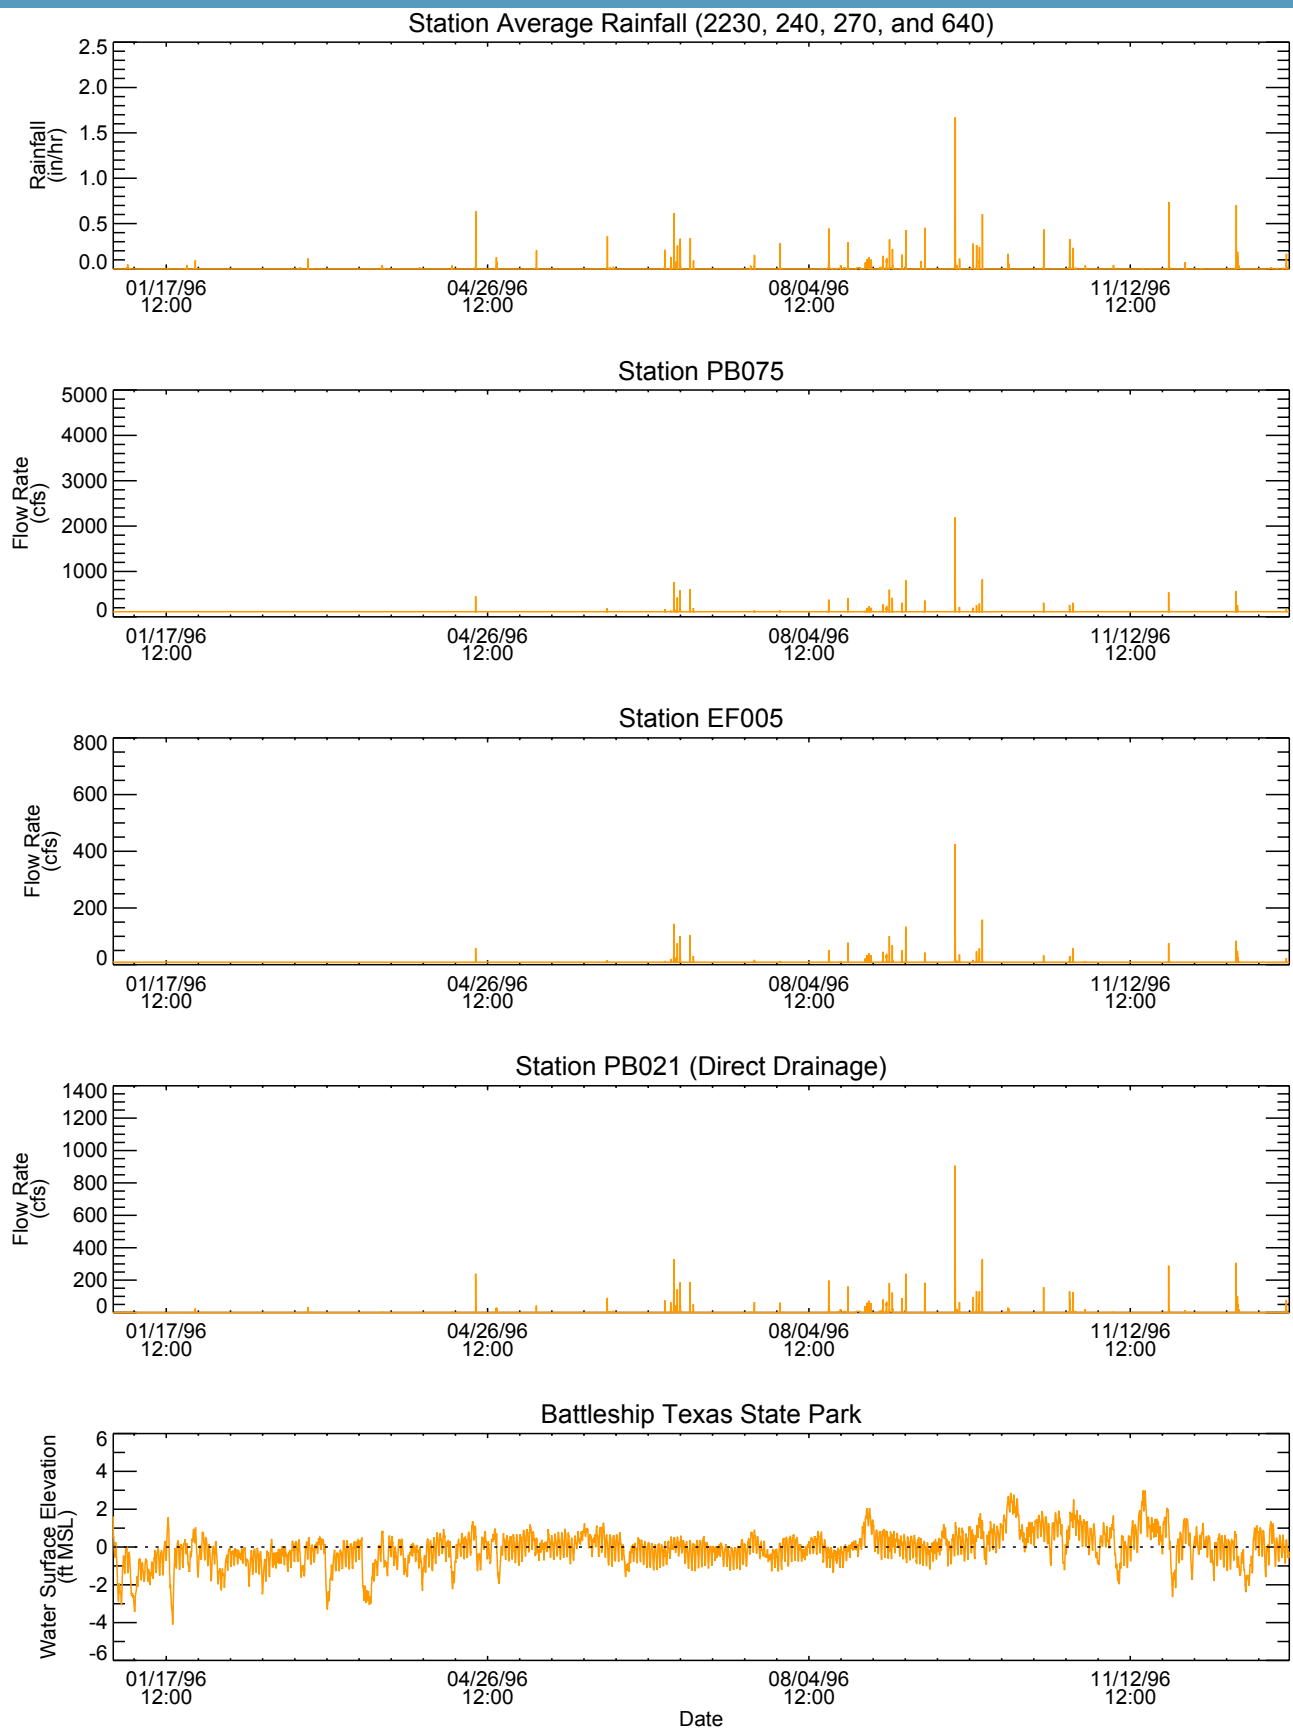 Station Average Rainfall (2230, 240, 270, and 640)
2.5
2.0
1.5
1.0
0.5
0.0
Rainfall
(in/hr)
01/17/96 04/26/96 08/04/96 11/12/96
12:00 12:00 12:00 12:00
Station PB075
5000
4000
3000
2000
1000
0
Flow Rate
(cfs)
01/17/96 04/26/96 08/04/96 11/12/96
12:00 12:00 12:00 12:00
Station EF005
800
600
400
200
0
Flow Rate
(cfs)
01/17/96 04/26/96 08/04/96 11/12/96
12:00 12:00 12:00 12:00
Station PB021 (Direct Drainage)
1400
1200
1000
800
600
400
200
0
Flow Rate
(cfs)
01/17/96 04/26/96 08/04/96 11/12/96
12:00 12:00 12:00 12:00
Battleship Texas State Park
6
4
2
0
-2
-4
-6
Water Surface Elevation
(ft MSL)
01/17/96 04/26/96 08/04/96 11/12/96
12:00 12:00 12:00 12:00
Date